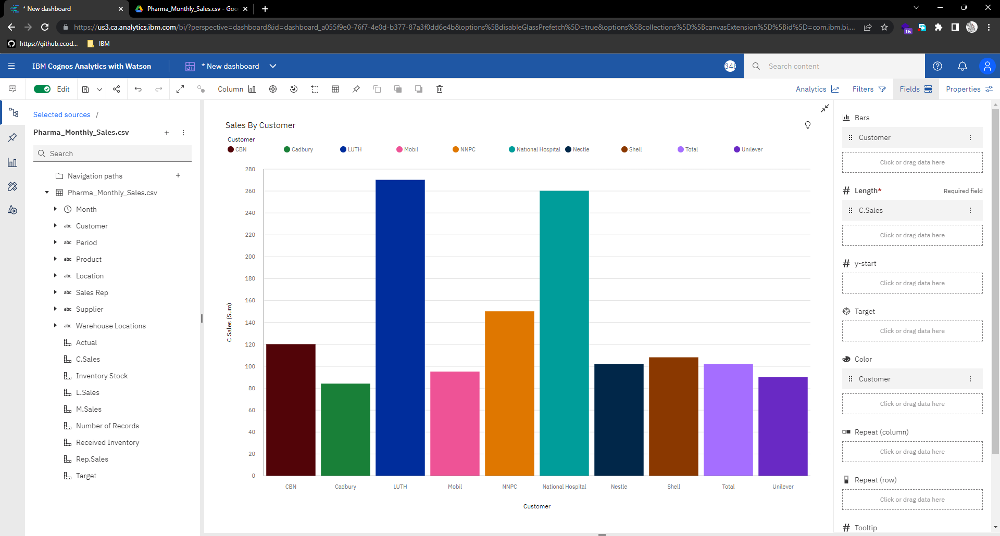 * New dashboard
Pharma_Monthly_Sales.csv - Goo
https://us3.ca.analytics.ibm.com/bi/?perspective=dashboard&id=dashboard_a055f9e0-76f7-4e0d-b377-87a3f0dd6e4b&options%5BdisableGlassPrefetch%5D=true&options%5Bcollections%5D%5BcanvasExtension%5D%5Bid%5D=com.ibm.bi....
16
https://github.ecod...
IBM
IBM Cognos Analytics with Watson
* New dashboard
348
Search content
Edit
Column
Analytics
Filters
Fields
Properties
Selected sources /
Pharma_Monthly_Sales.csv
Search
Navigation paths
Pharma_Monthly_Sales.csv
Month
abc Customer
abc Period
abc Product
abc Location
abc Sales Rep
abc Supplier
abc Warehouse Locations
Actual
C.Sales
Inventory Stock
L.Sales
M.Sales
Number of Records
Received Inventory
Rep.Sales
Target
Sales By Customer
Customer
CBN Cadbury LUTH Mobil NNPC National Hospital Nestle Shell Total Unilever
280
260
240
220
200
180
160
140
120
100
80
60
40
20
0
C.Sales (Sum)
CBN Cadbury LUTH Mobil NNPC National Hospital Nestle Shell Total Unilever
Customer
Bars
Customer
Click or drag data here
# Length* Required field
C.Sales
Click or drag data here
# y-start
Click or drag data here
Target
Click or drag data here
Color
Customer
Click or drag data here
Repeat (column)
Click or drag data here
Repeat (row)
Click or drag data here
# Tooltip